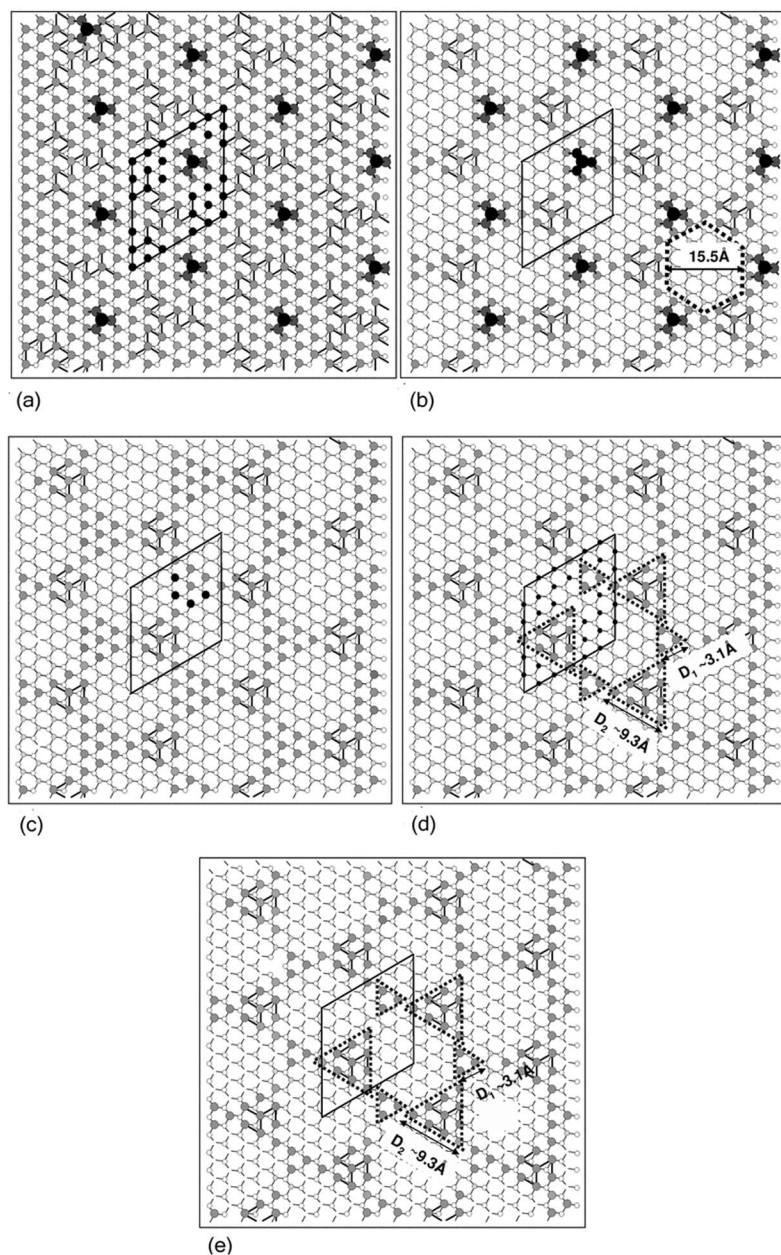 15.5Å
(a)
(b)
D₁ ~3.1Å
D₂ ~9.3Å
(c)
(d)
D₁ ~3.1Å
D₂ ~9.3Å
(e)